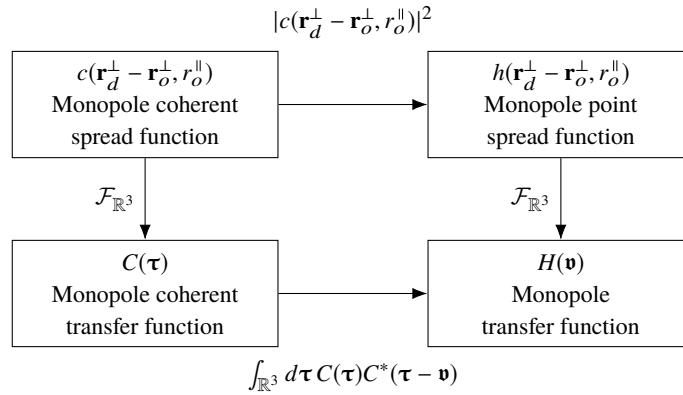 |c(𝐫_d^⊥ − 𝐫_o^⊥, r_o^∥)|²
c(𝐫_d^⊥ − 𝐫_o^⊥, r_o^∥)
Monopole coherent
spread function
h(𝐫_d^⊥ − 𝐫_o^⊥, r_o^∥)
Monopole point
spread function
ℱ_ℝ³
ℱ_ℝ³
C(𝛕)
Monopole coherent
transfer function
H(𝖛)
Monopole
transfer function
∫_ℝ³ d𝛕 C(𝛕)C*(𝛕 − 𝖛)